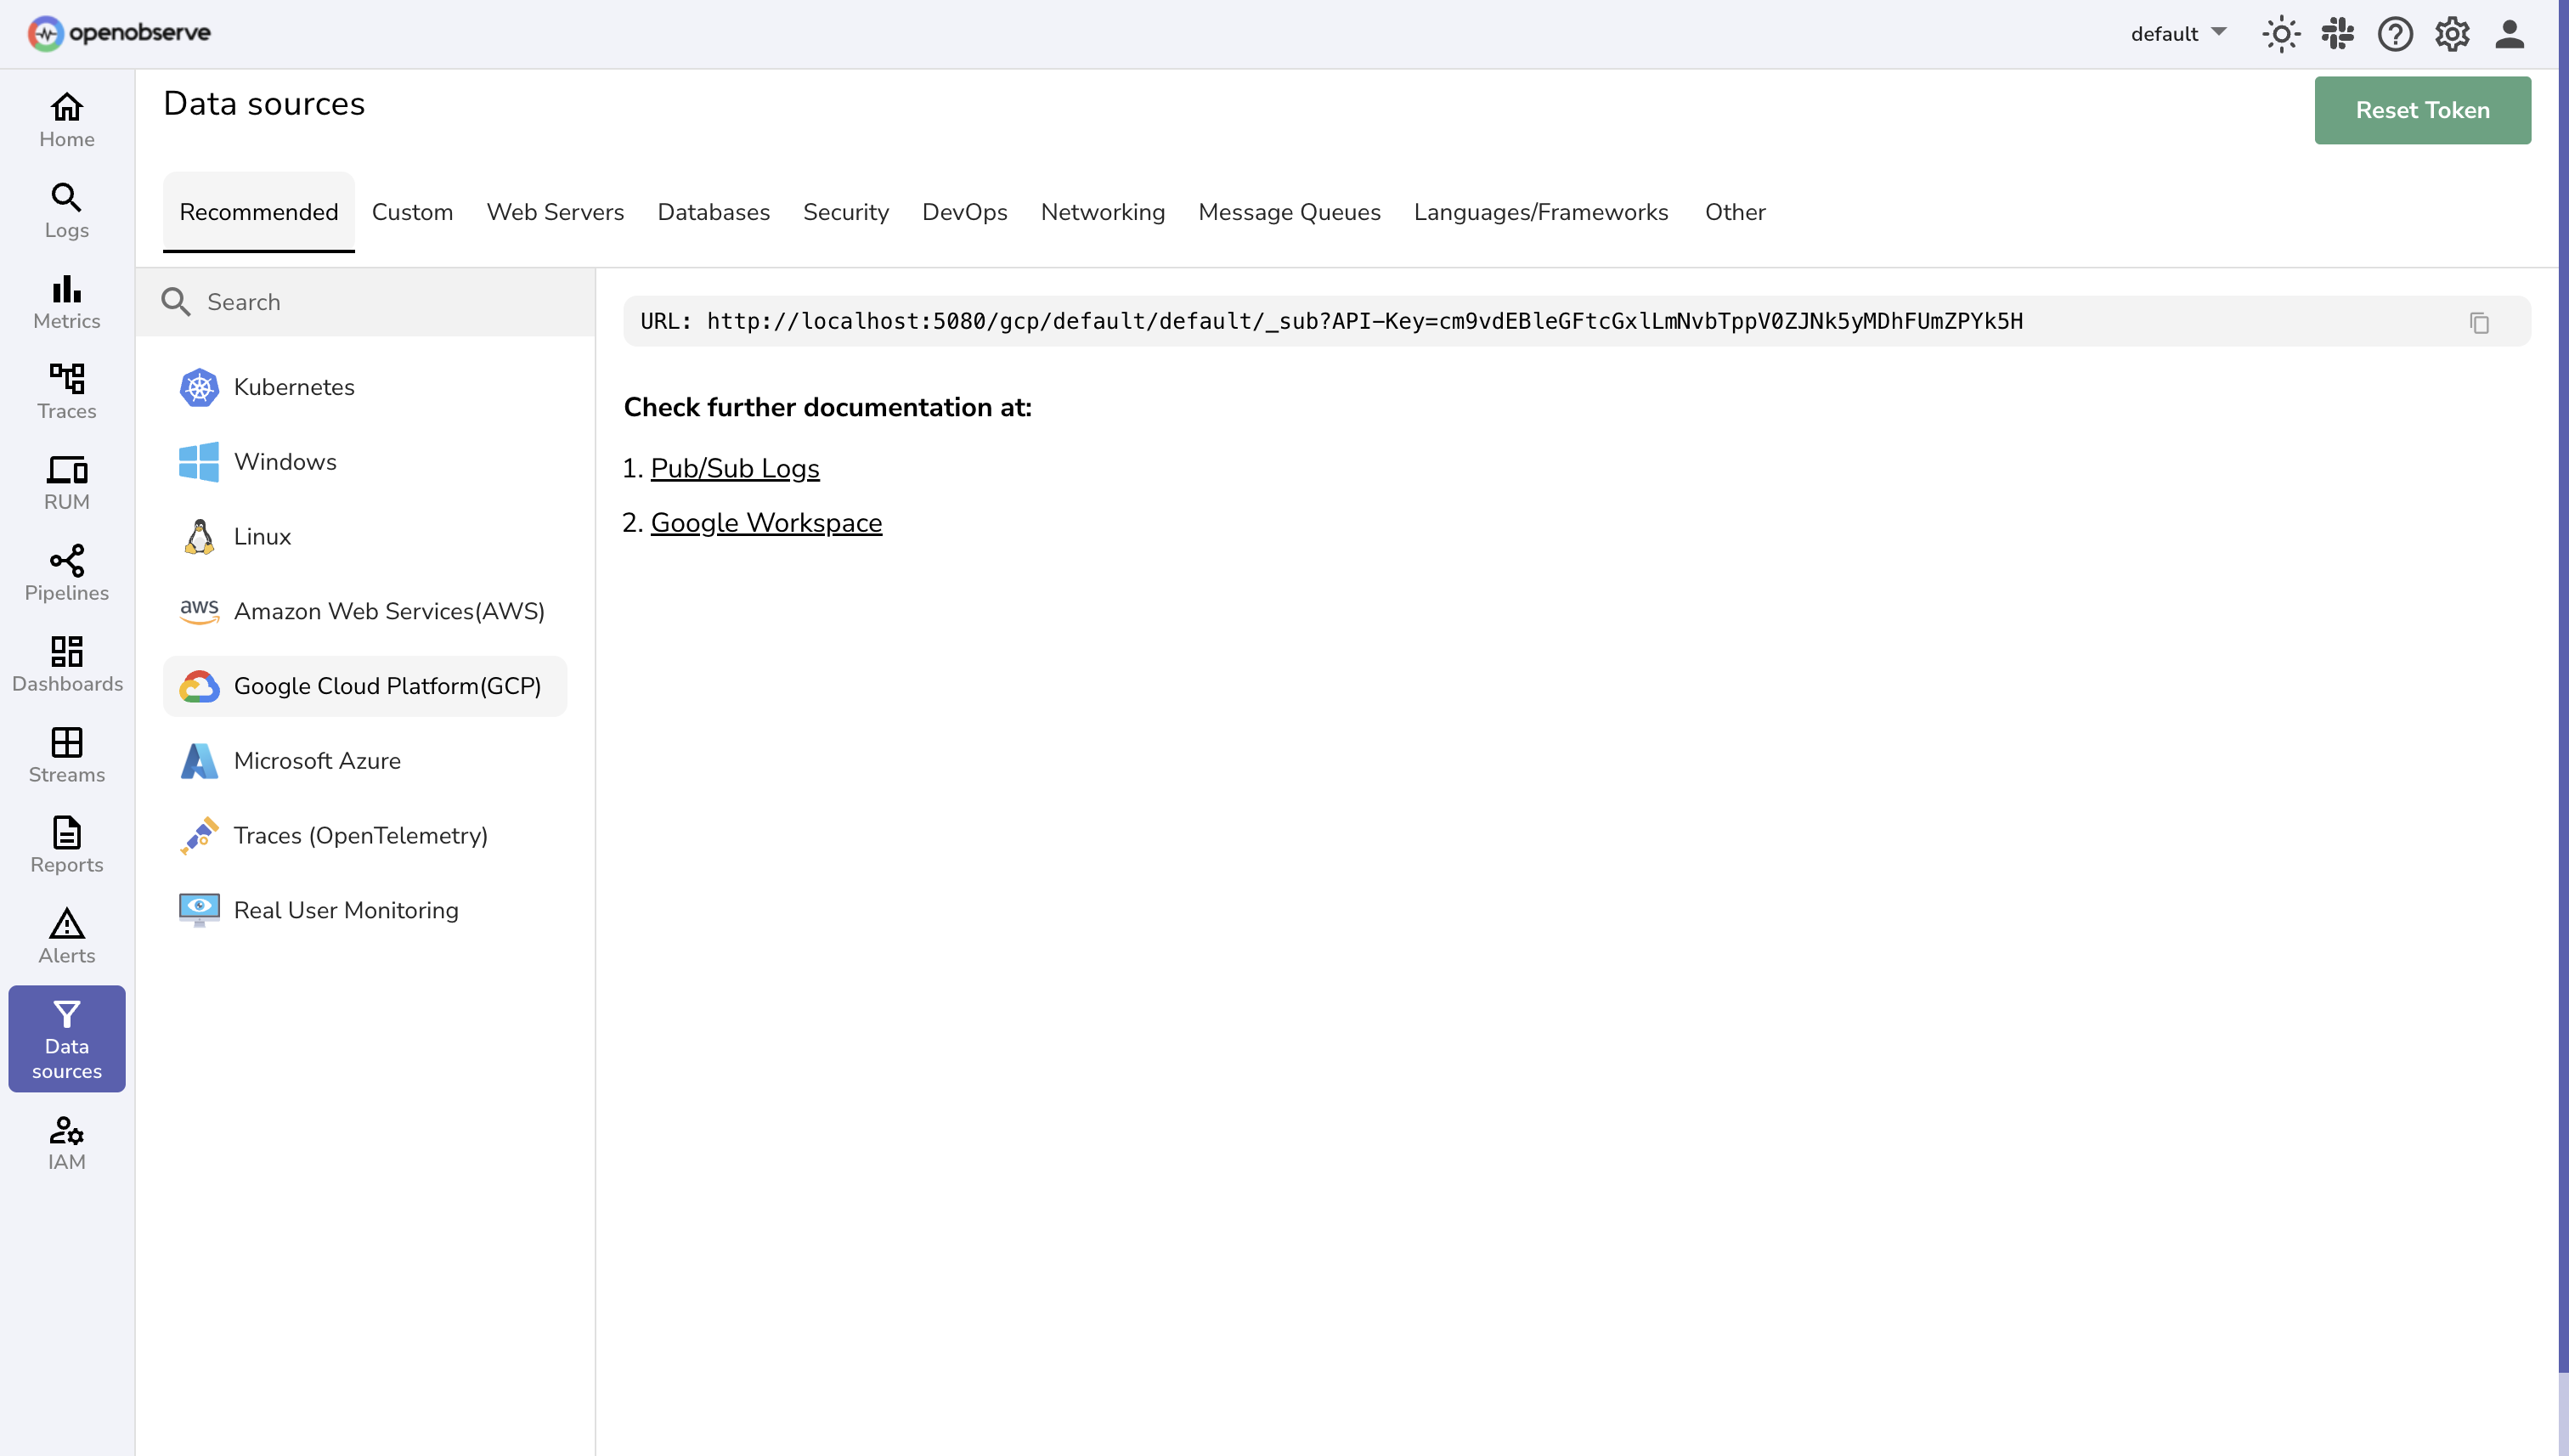 openobserve
default
Data sources
Reset Token
Home
Logs
Metrics
Traces
RUM
Pipelines
Dashboards
Streams
Reports
Alerts
Data
sources
IAM
Recommended Custom Web Servers Databases Security DevOps Networking Message Queues Languages/Frameworks Other
Search
Kubernetes
Windows
Linux
aws Amazon Web Services(AWS)
Google Cloud Platform(GCP)
Microsoft Azure
Traces (OpenTelemetry)
Real User Monitoring
URL: http://localhost:5080/gcp/default/default/_sub?API-Key=cm9vdEBleGFtcGxlLmNvbTppV0ZJNk5yMDhFUmZPYk5H
Check further documentation at:
1. Pub/Sub Logs
2. Google Workspace